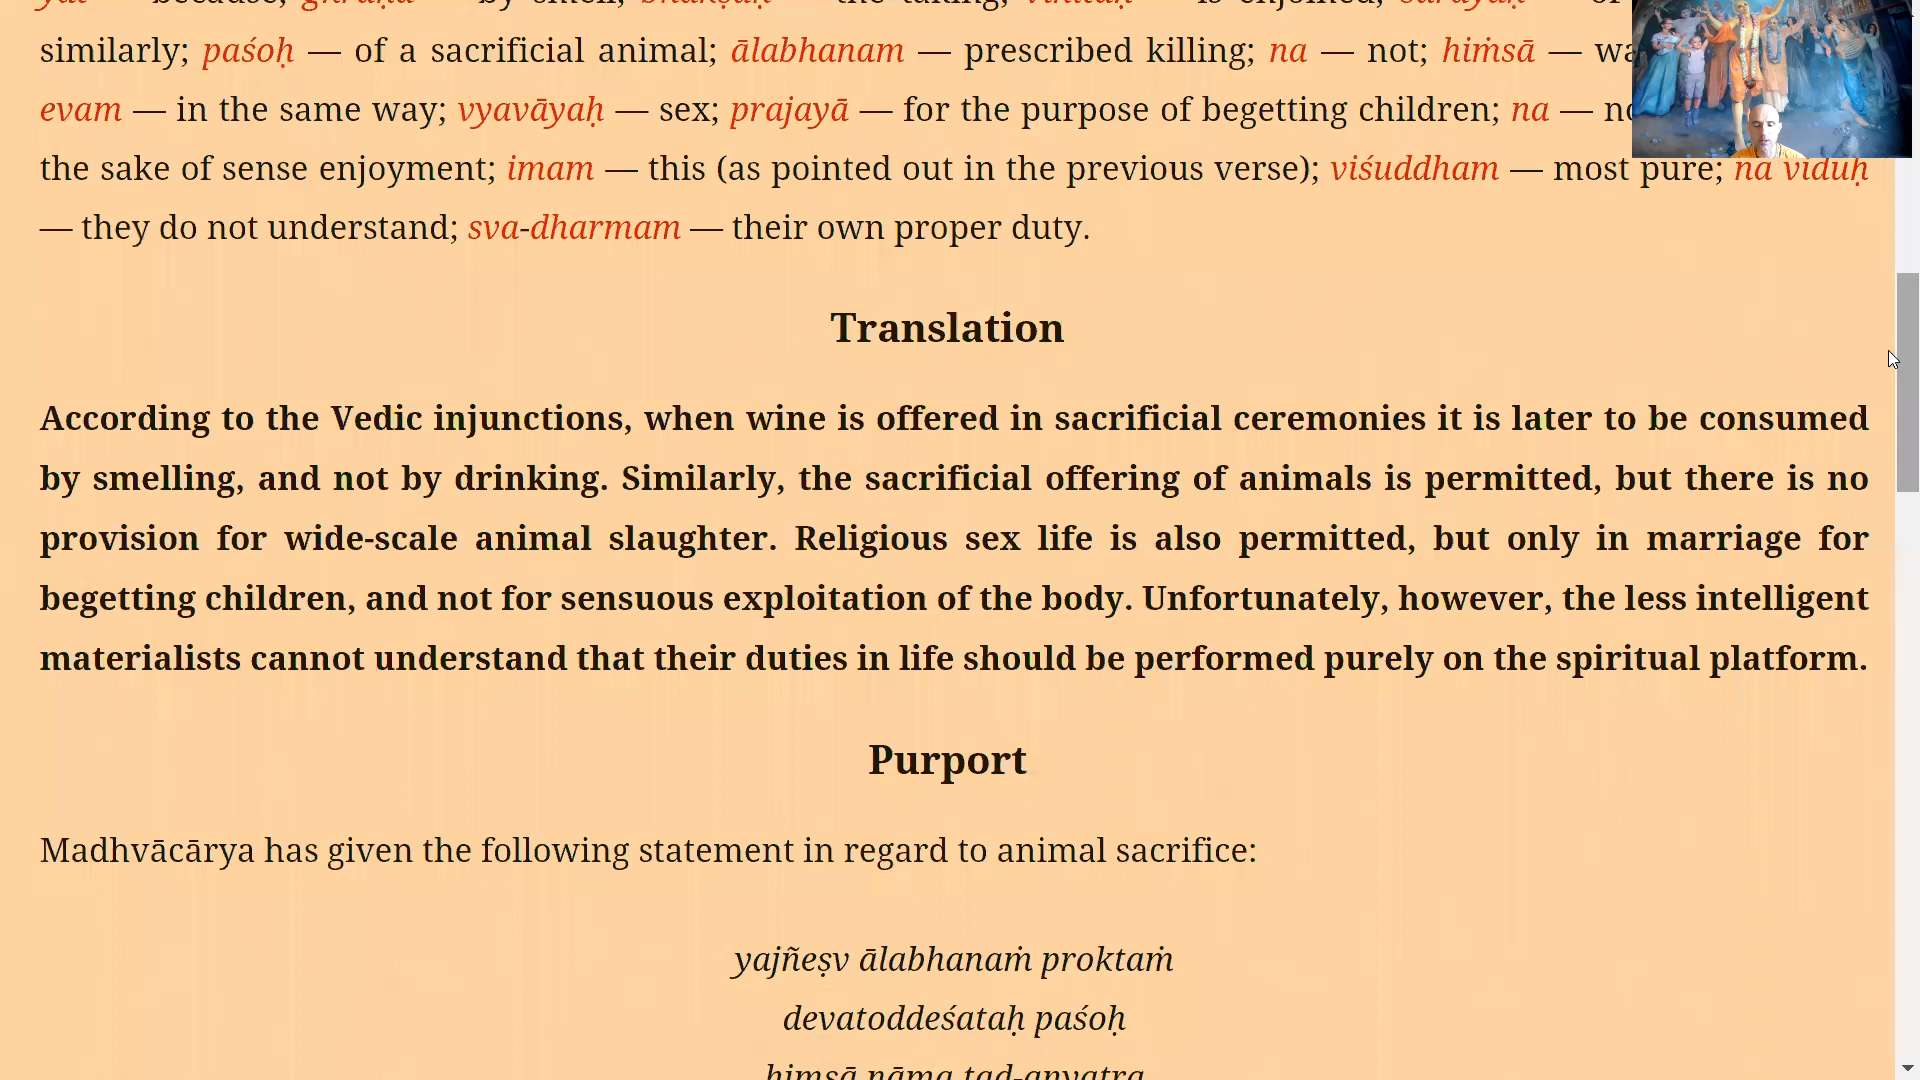 similarly; paśoḥ — of a sacrificial animal; ālabhanam — prescribed killing; na — not; hiṁsā —
evam — in the same way; vyavāyaḥ — sex; prajayā — for the purpose of begetting children; na —
the sake of sense enjoyment; imam — this (as pointed out in the previous verse); viśuddham — most pure; na viduḥ
— they do not understand; sva-dharmam — their own proper duty.
Translation
According to the Vedic injunctions, when wine is offered in sacrificial ceremonies it is later to be consumed
by smelling, and not by drinking. Similarly, the sacrificial offering of animals is permitted, but there is no
provision for wide-scale animal slaughter. Religious sex life is also permitted, but only in marriage for
begetting children, and not for sensuous exploitation of the body. Unfortunately, however, the less intelligent
materialists cannot understand that their duties in life should be performed purely on the spiritual platform.
Purport
Madhvācārya has given the following statement in regard to animal sacrifice:
yajñeṣv ālabhanaṁ proktaṁ
devatoddeśataḥ paśoḥ
hiṁsā nāma tad-anyatra